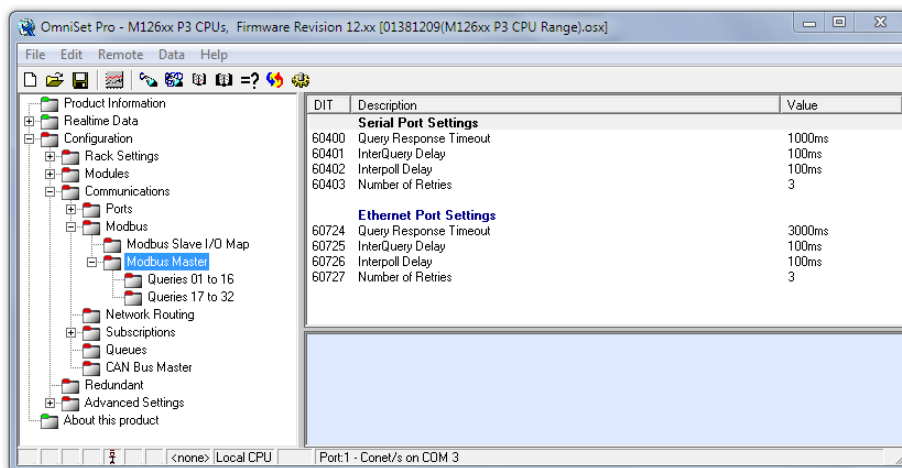 OmniSet Pro - M126xx P3 CPUs, Firmware Revision 12.xx [01381209(M126xx P3 CPU Range).osx]
File Edit Remote Data Help
=?
Product Information
Realtime Data
Configuration
Rack Settings
Modules
Communications
Ports
Modbus
Modbus Slave I/O Map
Modbus Master
Queries 01 to 16
Queries 17 to 32
Network Routing
Subscriptions
Queues
CAN Bus Master
Redundant
Advanced Settings
About this product
DIT Description Value
Serial Port Settings
60400 Query Response Timeout 1000ms
60401 InterQuery Delay 100ms
60402 Interpoll Delay 100ms
60403 Number of Retries 3
Ethernet Port Settings
60724 Query Response Timeout 3000ms
60725 InterQuery Delay 100ms
60726 Interpoll Delay 100ms
60727 Number of Retries 3
<none> Local CPU Port:1 - Conet/s on COM 3